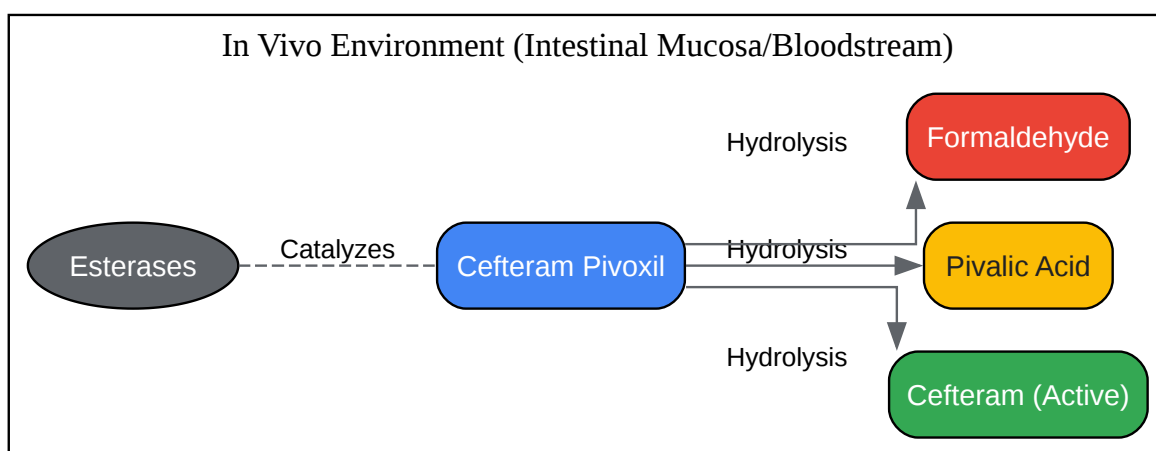 In Vivo Environment (Intestinal Mucosa/Bloodstream)
Hydrolysis
Formaldehyde
Esterases
Catalyzes
Cefteram Pivoxil
Hydrolysis
Pivalic Acid
Hydrolysis
Cefteram (Active)